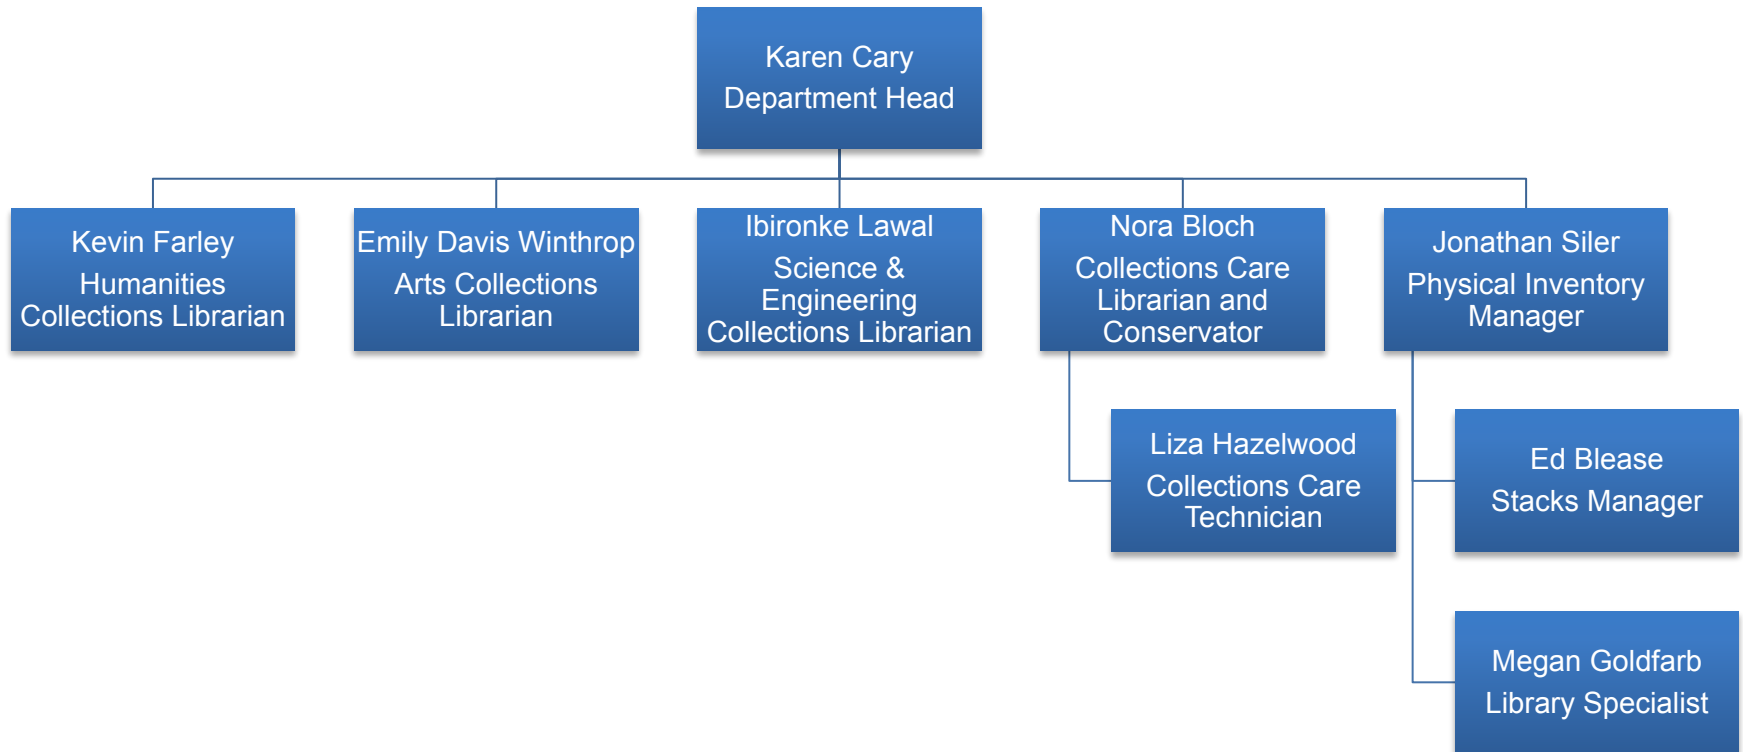 Karen Cary
Department Head
Kevin Farley
Humanities
Collections Librarian
Emily Davis Winthrop
Arts Collections
Librarian
Ibironke Lawal
Science &
Engineering
Collections Librarian
Nora Bloch
Collections Care
Librarian and
Conservator
Jonathan Siler
Physical Inventory
Manager
Liza Hazelwood
Collections Care
Technician
Ed Blease
Stacks Manager
Megan Goldfarb
Library Specialist